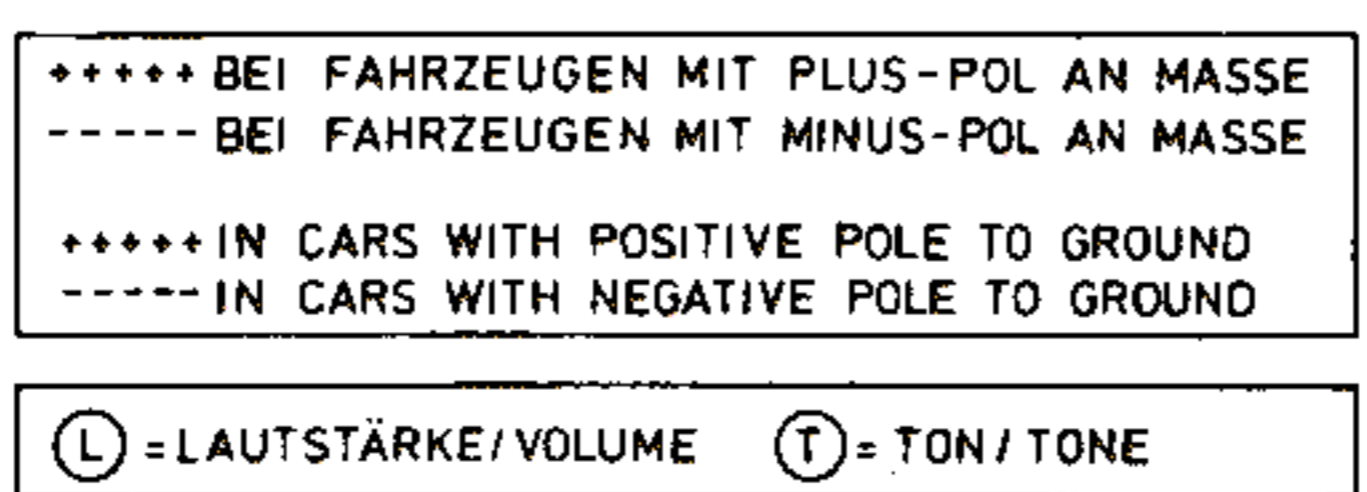 +++++ BEI FAHRZEUGEN MIT PLUS-POL AN MASSE
----- BEI FAHRZEUGEN MIT MINUS-POL AN MASSE
+++++ IN CARS WITH POSITIVE POLE TO GROUND
----- IN CARS WITH NEGATIVE POLE TO GROUND
L = LAUTSTÄRKE/VOLUME T = TON/TONE